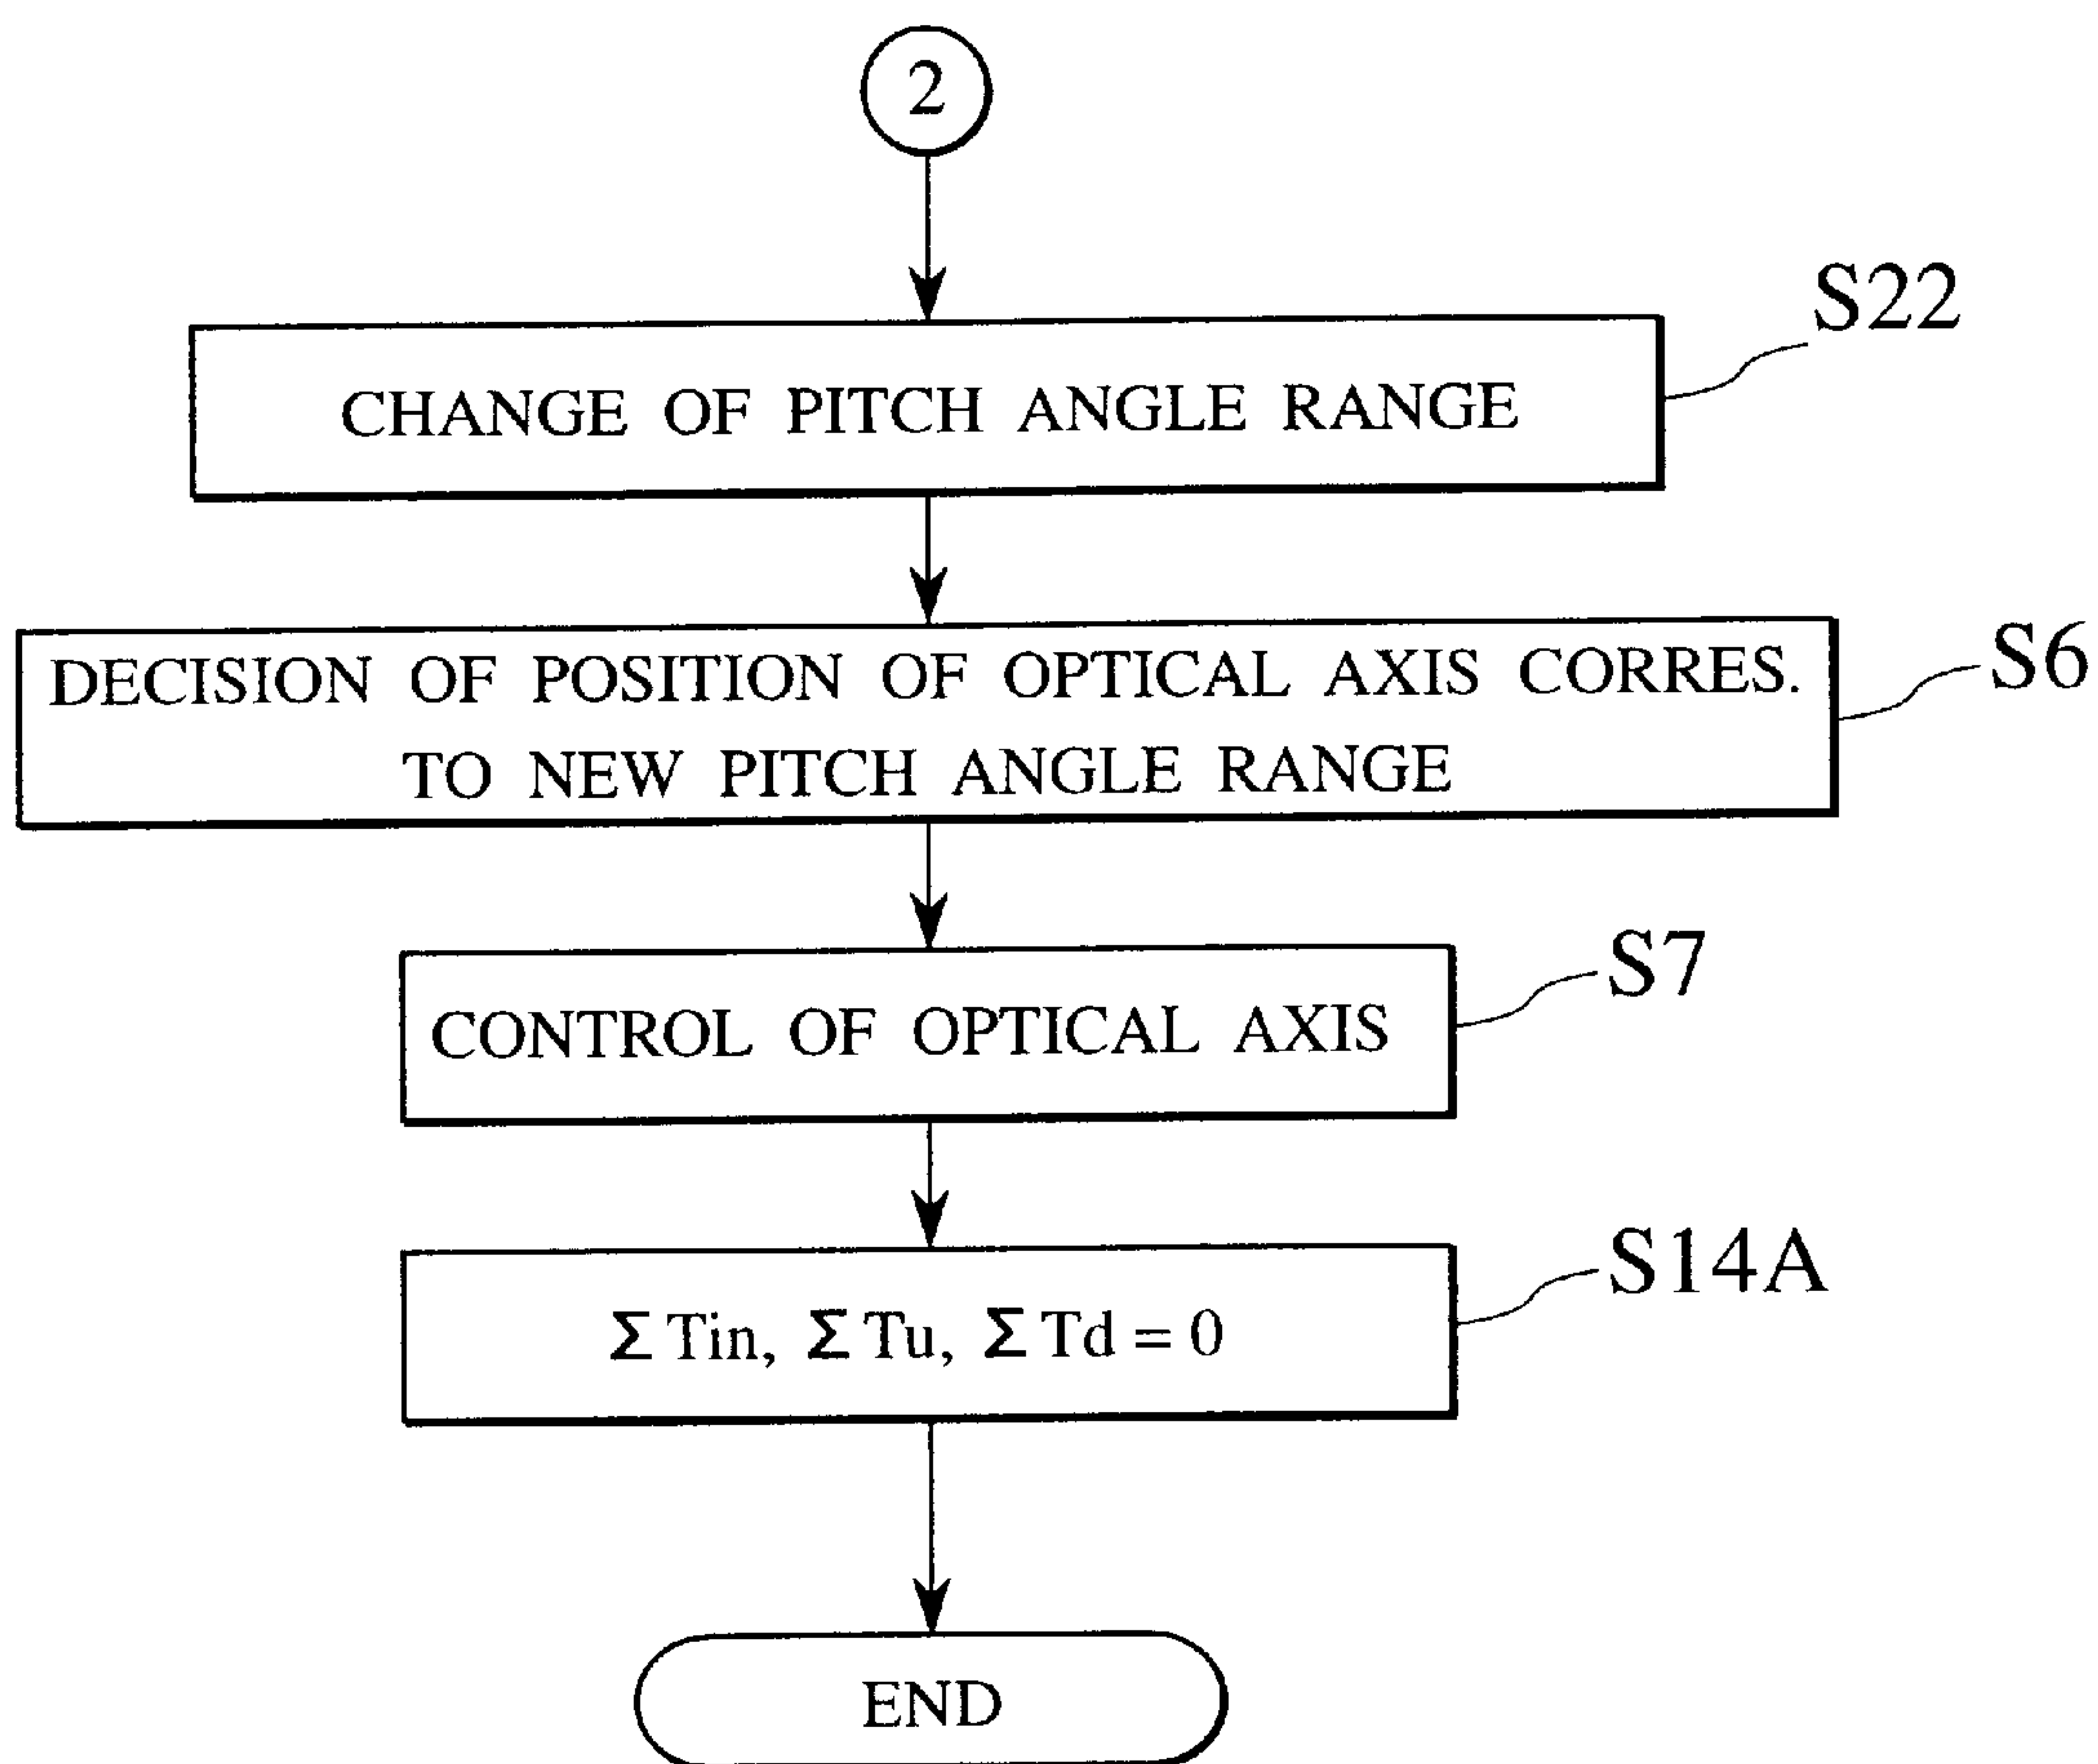 2
S22
CHANGE OF PITCH ANGLE RANGE
S6
DECISION OF POSITION OF OPTICAL AXIS CORRES.
TO NEW PITCH ANGLE RANGE
S7
CONTROL OF OPTICAL AXIS
S14A
Σ Tin, Σ Tu, Σ Td = 0
END